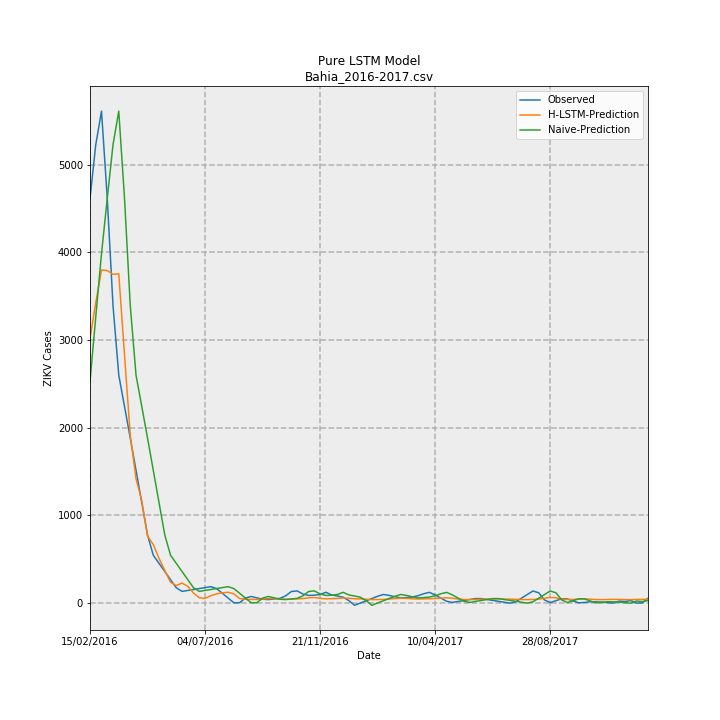 Pure LSTM Model
Bahia_2016-2017.csv
Observed
H-LSTM-Prediction
Naive-Prediction
ZIKV Cases
5000
4000
3000
2000
1000
0
15/02/2016 04/07/2016 21/11/2016 10/04/2017 28/08/2017
Date